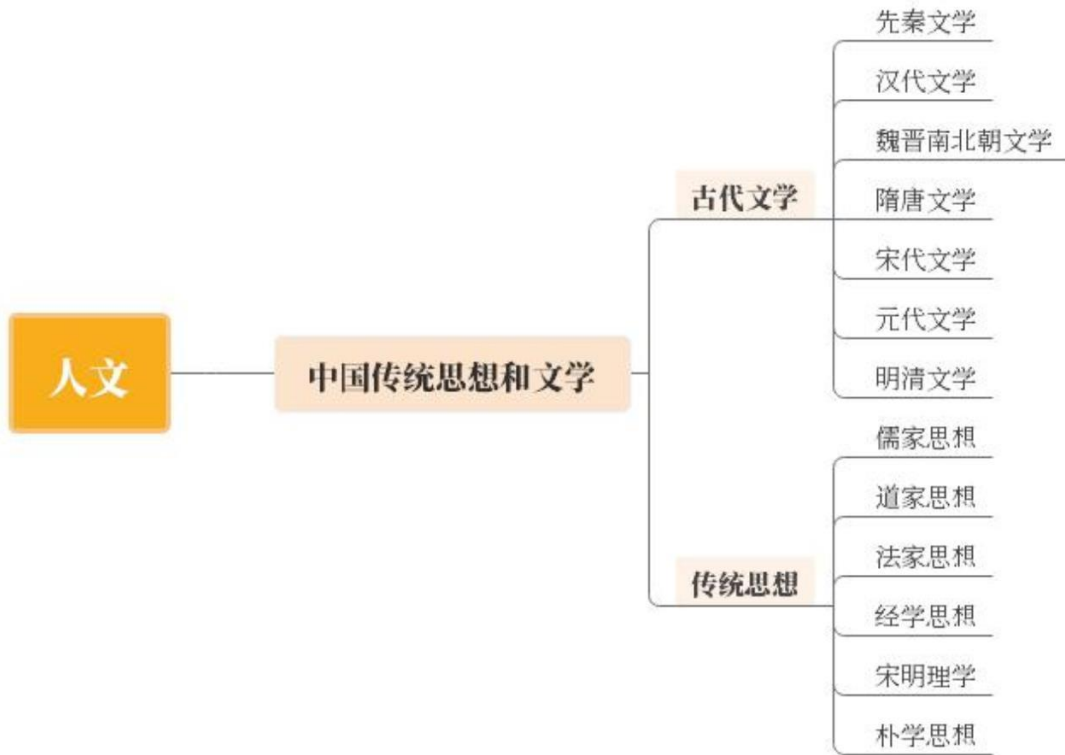 人文
中国传统思想和文学
古代文学
先秦文学
汉代文学
魏晋南北朝文学
隋唐文学
宋代文学
元代文学
明清文学
传统思想
儒家思想
道家思想
法家思想
经学思想
宋明理学
朴学思想